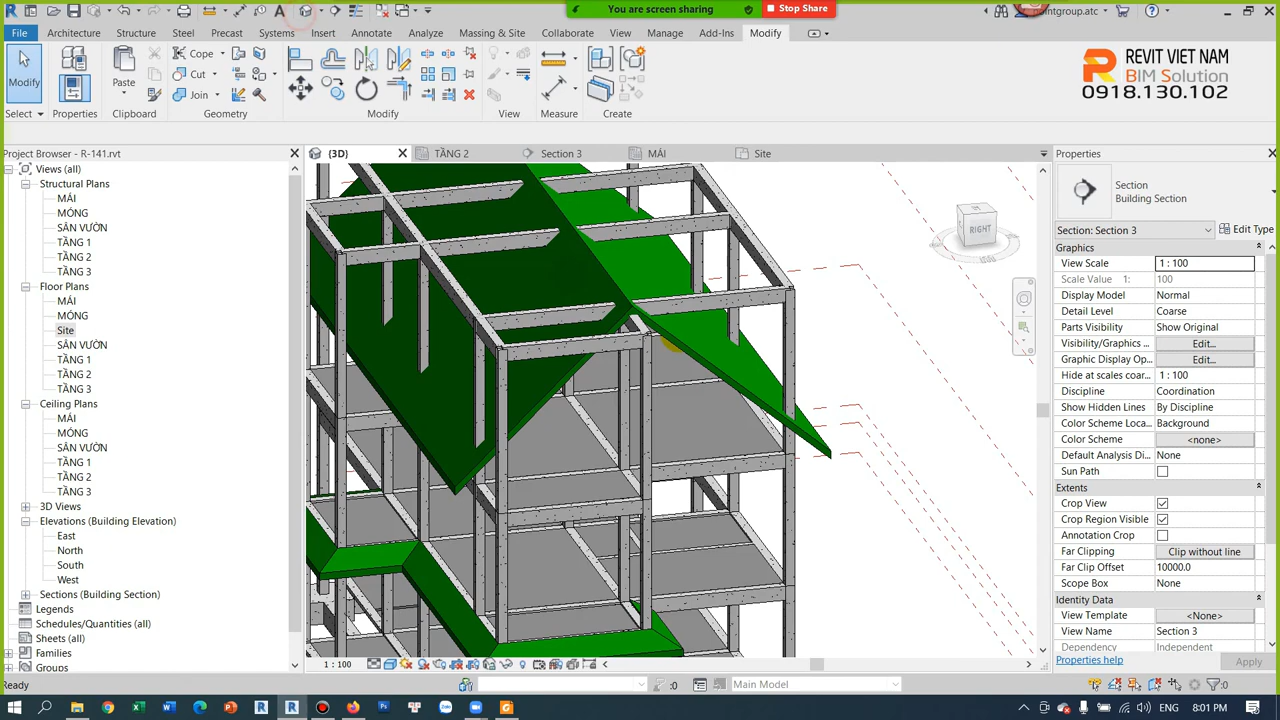 You are screen sharing
Stop Share
File
Architecture
Structure
Steel
Precast
Systems
Insert
Annotate
Analyze
Massing & Site
Collaborate
View
Manage
Add-Ins
Modify
REVIT VIET NAM
BIM Solution
0918.130.102
Modify
Cope
Paste
Cut
Join
Select
Properties
Clipboard
Geometry
Modify
View
Measure
Create
Project Browser - R-141.rvt
(3D)
TẦNG 2
Section 3
MÁI
Site
Properties
Views (all)
Structural Plans
MÁI
MÓNG
SÂN VƯỜN
TẦNG 1
TẦNG 2
TẦNG 3
Floor Plans
MÁI
MÓNG
Site
SÂN VƯỜN
TẦNG 1
TẦNG 2
TẦNG 3
Ceiling Plans
MÁI
MÓNG
SÂN VƯỜN
TẦNG 1
TẦNG 2
TẦNG 3
3D Views
Elevations (Building Elevation)
East
North
South
West
Sections (Building Section)
Legends
Schedules/Quantities (all)
Sheets (all)
Families
Groups
RIGHT
Section
Building Section
Section: Section 3
Edit Type
Graphics
View Scale 1 : 100
Scale Value 1: 100
Display Model Normal
Detail Level Coarse
Parts Visibility Show Original
Visibility/Graphics ... Edit...
Graphic Display Op... Edit...
Hide at scales coar... 1 : 100
Discipline Coordination
Show Hidden Lines By Discipline
Color Scheme Loca... Background
Color Scheme <none>
Default Analysis Di... None
Sun Path
Extents
Crop View
Crop Region Visible
Annotation Crop
Far Clipping Clip without line
Far Clip Offset 10000.0
Scope Box None
Identity Data
View Template <None>
View Name Section 3
Dependency Independent
Properties help
Apply
1 : 100
Ready
:0
Main Model
:0
ENG
8:01 PM